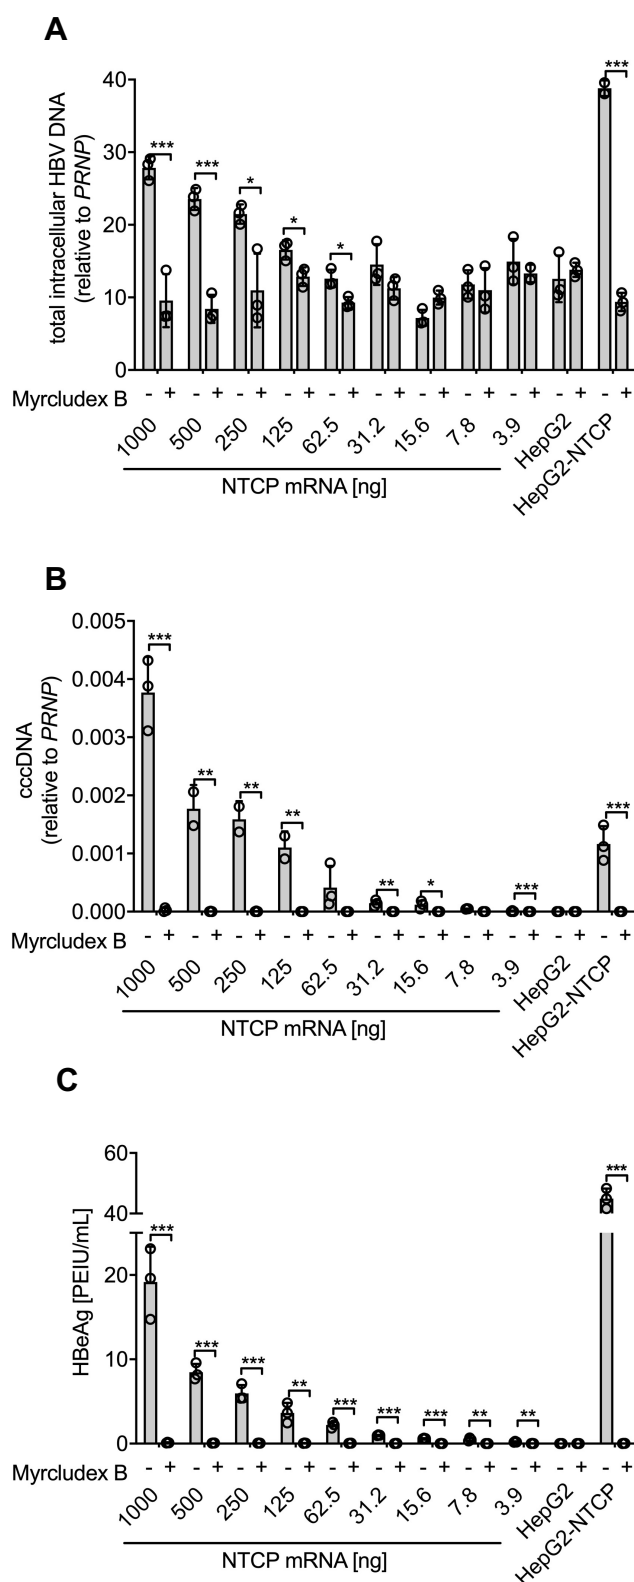 A
total intracellular HBV DNA
(relative to PRNP)
40
30
20
10
0
*** *** * * * ***
Myrcludex B - + - + - + - + - + - + - + - + - + - + - +
1000 500 250 125 62.5 31.2 15.6 7.8 3.9 HepG2 HepG2-NTCP
NTCP mRNA [ng]
B
cccDNA
(relative to PRNP)
0.005
0.004
0.003
0.002
0.001
0.000
*** ** ** ** ** * *** ***
Myrcludex B - + - + - + - + - + - + - + - + - + - + - +
1000 500 250 125 62.5 31.2 15.6 7.8 3.9 HepG2 HepG2-NTCP
NTCP mRNA [ng]
C
HBeAg [PEIU/mL]
60
40
20
10
0
*** *** *** ** *** *** *** ** ** ***
Myrcludex B - + - + - + - + - + - + - + - + - + - + - +
1000 500 250 125 62.5 31.2 15.6 7.8 3.9 HepG2 HepG2-NTCP
NTCP mRNA [ng]